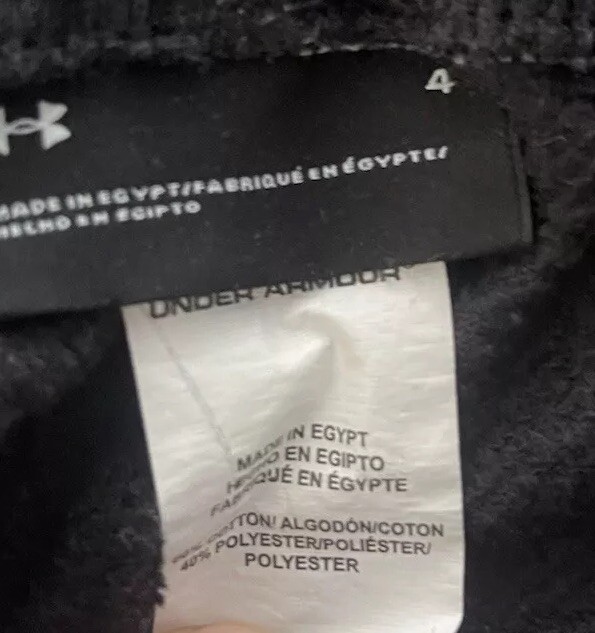 4
MADE IN EGYPT/FABRIQUÉ EN ÉGYPTE/
HECHO EN EGIPTO
UNDER ARMOUR
MADE IN EGYPT
HECHO EN EGIPTO
FABRIQUÉ EN ÉGYPTE
60% COTTON/ ALGODÓN/COTON
40% POLYESTER/POLIÉSTER/
POLYESTER